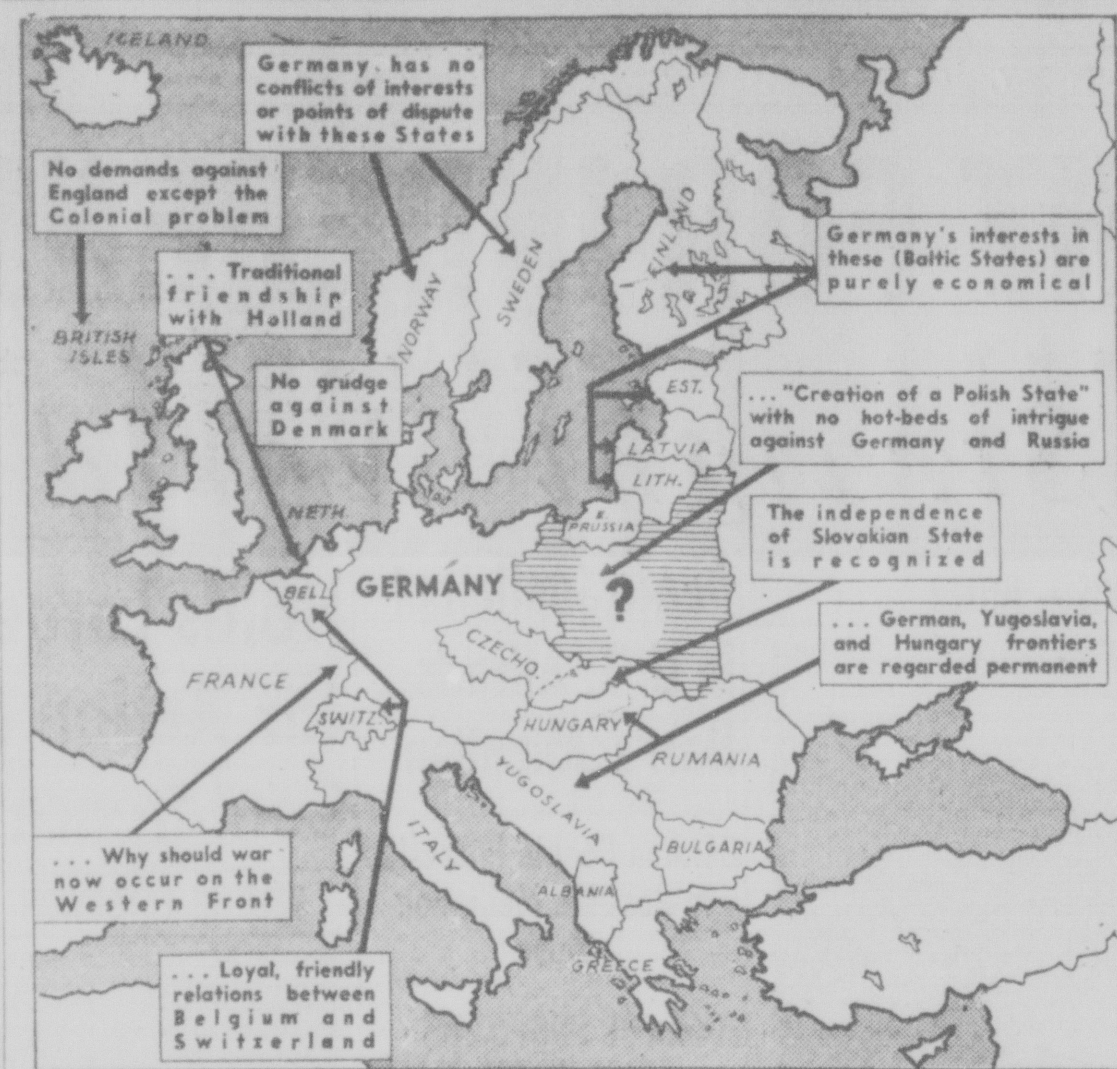 ICELAND
Germany has no
conflicts of interests
or points of dispute
with these States
No demands against
England except the
Colonial problem
. . . Traditional
friendship
with Holland
No grudge
against
Denmark
BRITISH
ISLES
NORWAY
SWEDEN
FINLAND
Germany's interests in
these (Baltic States) are
purely economical
EST.
LATVIA
LITH.
E.
PRUSSIA
... "Creation of a Polish State"
with no hot-beds of intrigue
against Germany and Russia
The independence
of Slovakian State
is recognized
... German, Yugoslavia,
and Hungary frontiers
are regarded permanent
NETH.
BEL.
GERMANY
?
CZECHO.
FRANCE
SWITZ.
HUNGARY
RUMANIA
YUGOSLAVIA
ITALY
BULGARIA
ALBANIA
GREECE
... Why should war
now occur on the
Western Front
... Loyal, friendly
relations between
Belgium and
Switzerland